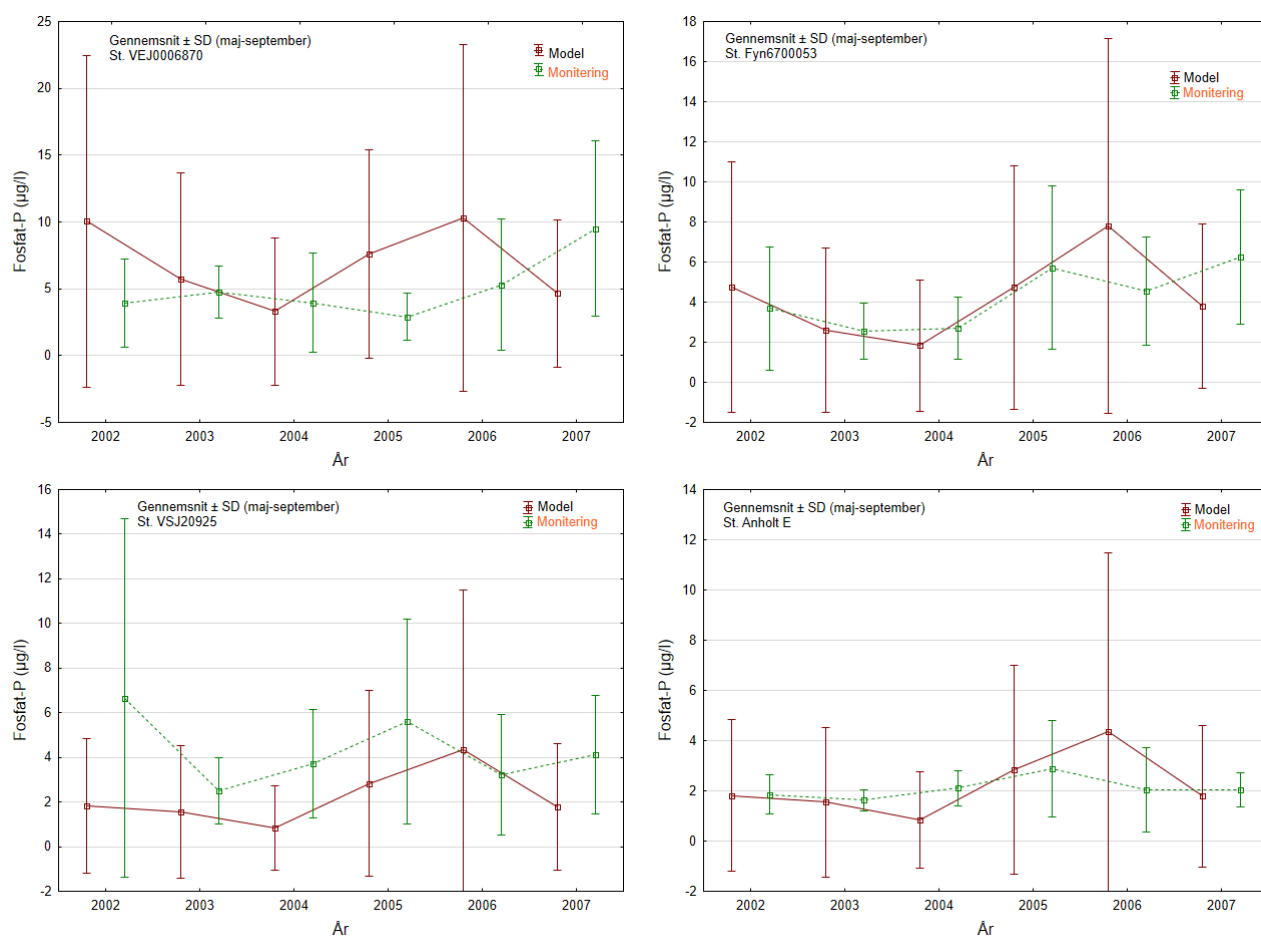 Gennemsnit ± SD (maj-september)
St. VEJ0006870
Model
Monitering
Fosfat-P (µg/l)
25
20
15
10
5
0
-5
2002 2003 2004 2005 2006 2007
År
Gennemsnit ± SD (maj-september)
St. Fyn6700053
Model
Monitering
Fosfat-P (µg/l)
18
16
14
12
10
8
6
4
2
0
-2
2002 2003 2004 2005 2006 2007
År
Gennemsnit ± SD (maj-september)
St. VSJ20925
Model
Monitering
Fosfat-P (µg/l)
16
14
12
10
8
6
4
2
0
-2
2002 2003 2004 2005 2006 2007
År
Gennemsnit ± SD (maj-september)
St. Anholt E
Model
Monitering
Fosfat-P (µg/l)
14
12
10
8
6
4
2
0
-2
2002 2003 2004 2005 2006 2007
År